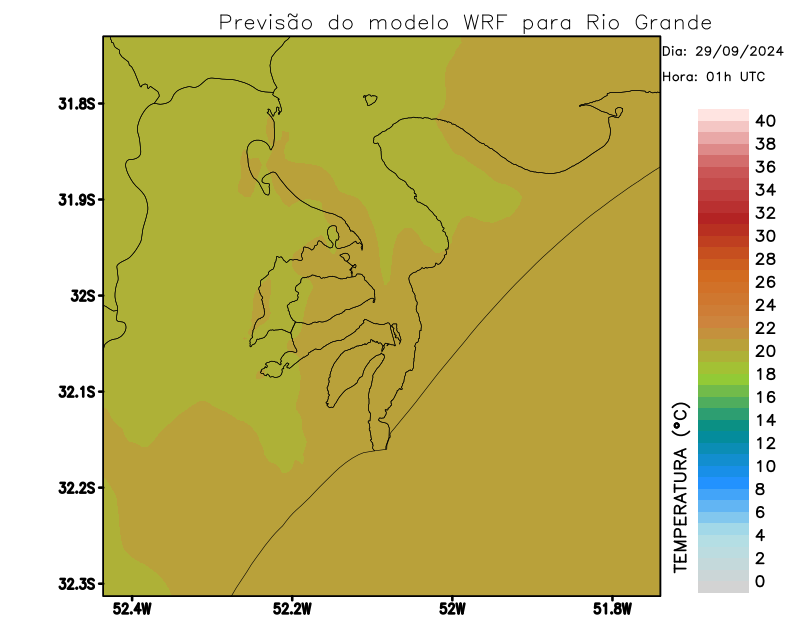 Previsão do modelo WRF para Rio Grande
Dia: 29/09/2024
Hora: 01h UTC
31.8S
31.9S
32S
32.1S
32.2S
32.3S
52.4W
52.2W
52W
51.8W
TEMPERATURA (°C)
40
38
36
34
32
30
28
26
24
22
20
18
16
14
12
10
8
6
4
2
0